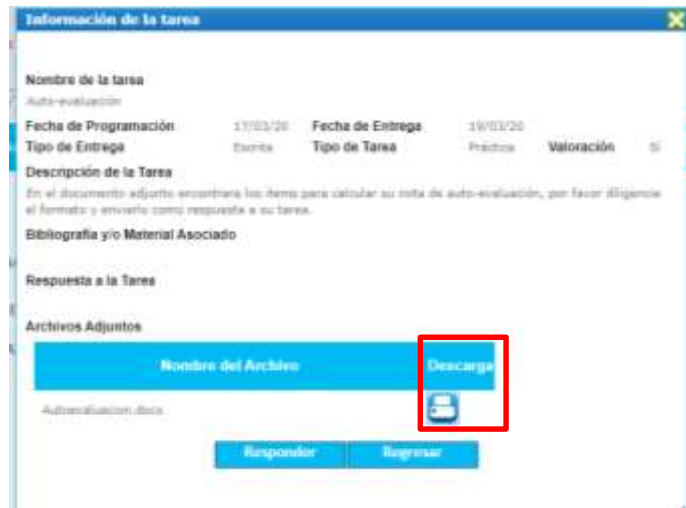 Información de la tarea
Nombre de la tarea
Auto-evaluación
Fecha de Programación 17/03/20 Fecha de Entrega 19/03/20
Tipo de Entrega Escrita Tipo de Tarea Práctica Valoración Si
Descripción de la Tarea
En el documento adjunto encontrara los items para calcular su nota de auto-evaluación, por favor diligencie
el formato y enviarlo como respuesta a su tarea.
Bibliografía y/o Material Asociado
Respuesta a la Tarea
Archivos Adjuntos
Nombre del Archivo Descarga
Autoevaluacion.docx
Responder Regresar